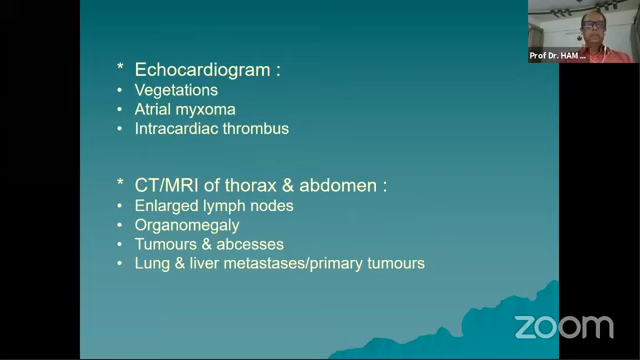 Prof Dr. HAM ...
* Echocardiogram :
• Vegetations
• Atrial myxoma
• Intracardiac thrombus
* CT/MRI of thorax & abdomen :
• Enlarged lymph nodes
• Organomegaly
• Tumours & abcesses
• Lung & liver metastases/primary tumours
zoom